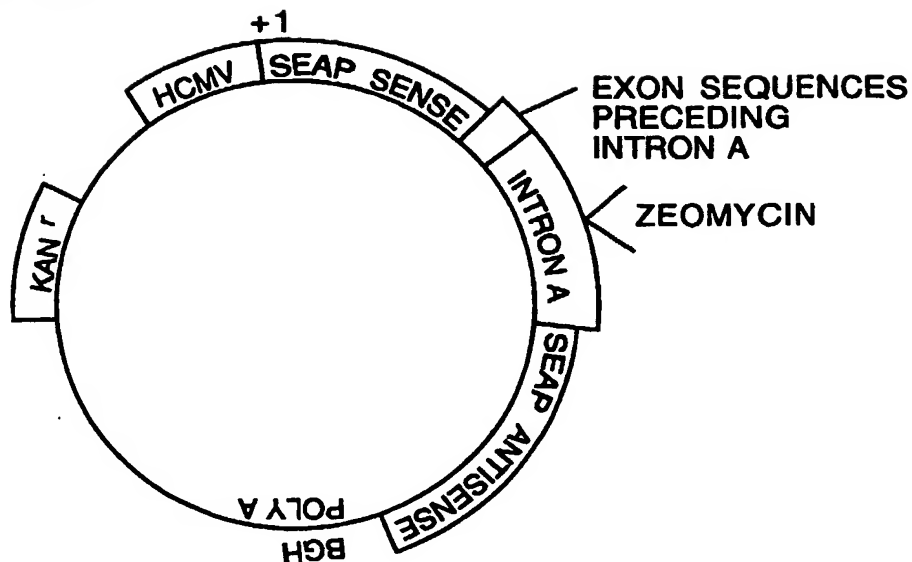 +1
HCMV
SEAP SENSE
EXON SEQUENCES
PRECEDING
INTRON A
INTRON A
ZEOMYCIN
KAN r
SEAP ANTISENSE
POLY A
BGH